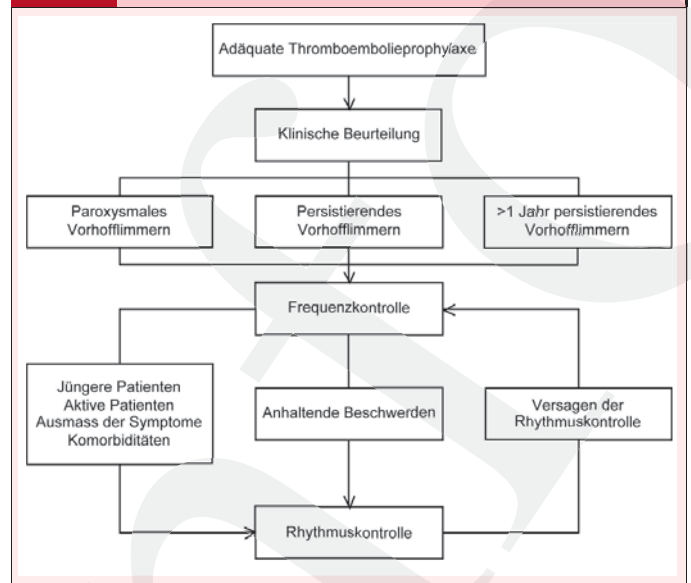 Adäquate Thromboembolieprophylaxe
Klinische Beurteilung
Paroxysmales
Vorhofflimmern
Persistierendes
Vorhofflimmern
>1 Jahr persistierendes
Vorhofflimmern
Frequenzkontrolle
Jüngere Patienten
Aktive Patienten
Ausmass der Symptome
Komorbiditäten
Anhaltende Beschwerden
Versagen der
Rhythmuskontrolle
Rhythmuskontrolle